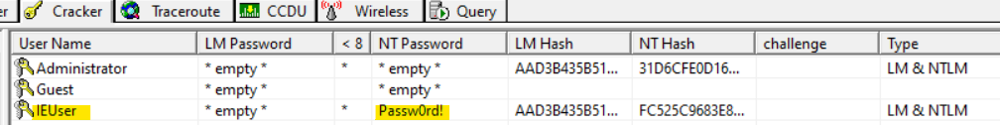 er Cracker Traceroute CCDU Wireless Query
User Name LM Password < 8 NT Password LM Hash NT Hash challenge Type
Administrator * empty * * * empty * AAD3B435B51... 31D6CFE0D16... LM & NTLM
Guest * empty * * empty *
IEUser * empty * * Passw0rd! AAD3B435B51... FC525C9683E8... LM & NTLM